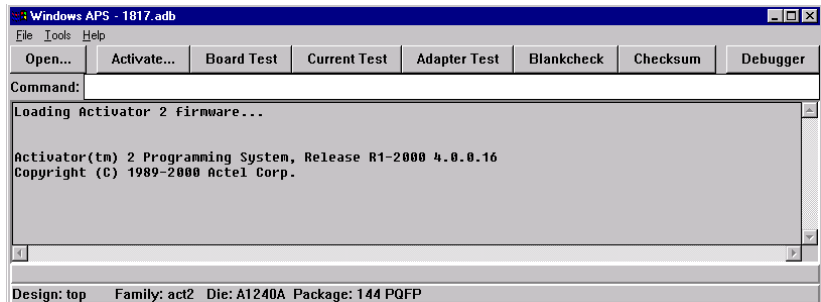 Windows APS - 1817.adb
File Tools Help
Open... Activate... Board Test Current Test Adapter Test Blankcheck Checksum Debugger
Command:
Loading Activator 2 firmware...
Activator(tm) 2 Programming System, Release R1-2000 4.0.0.16
Copyright (C) 1989-2000 Actel Corp.
Design: top Family: act2 Die: A1240A Package: 144 PQFP